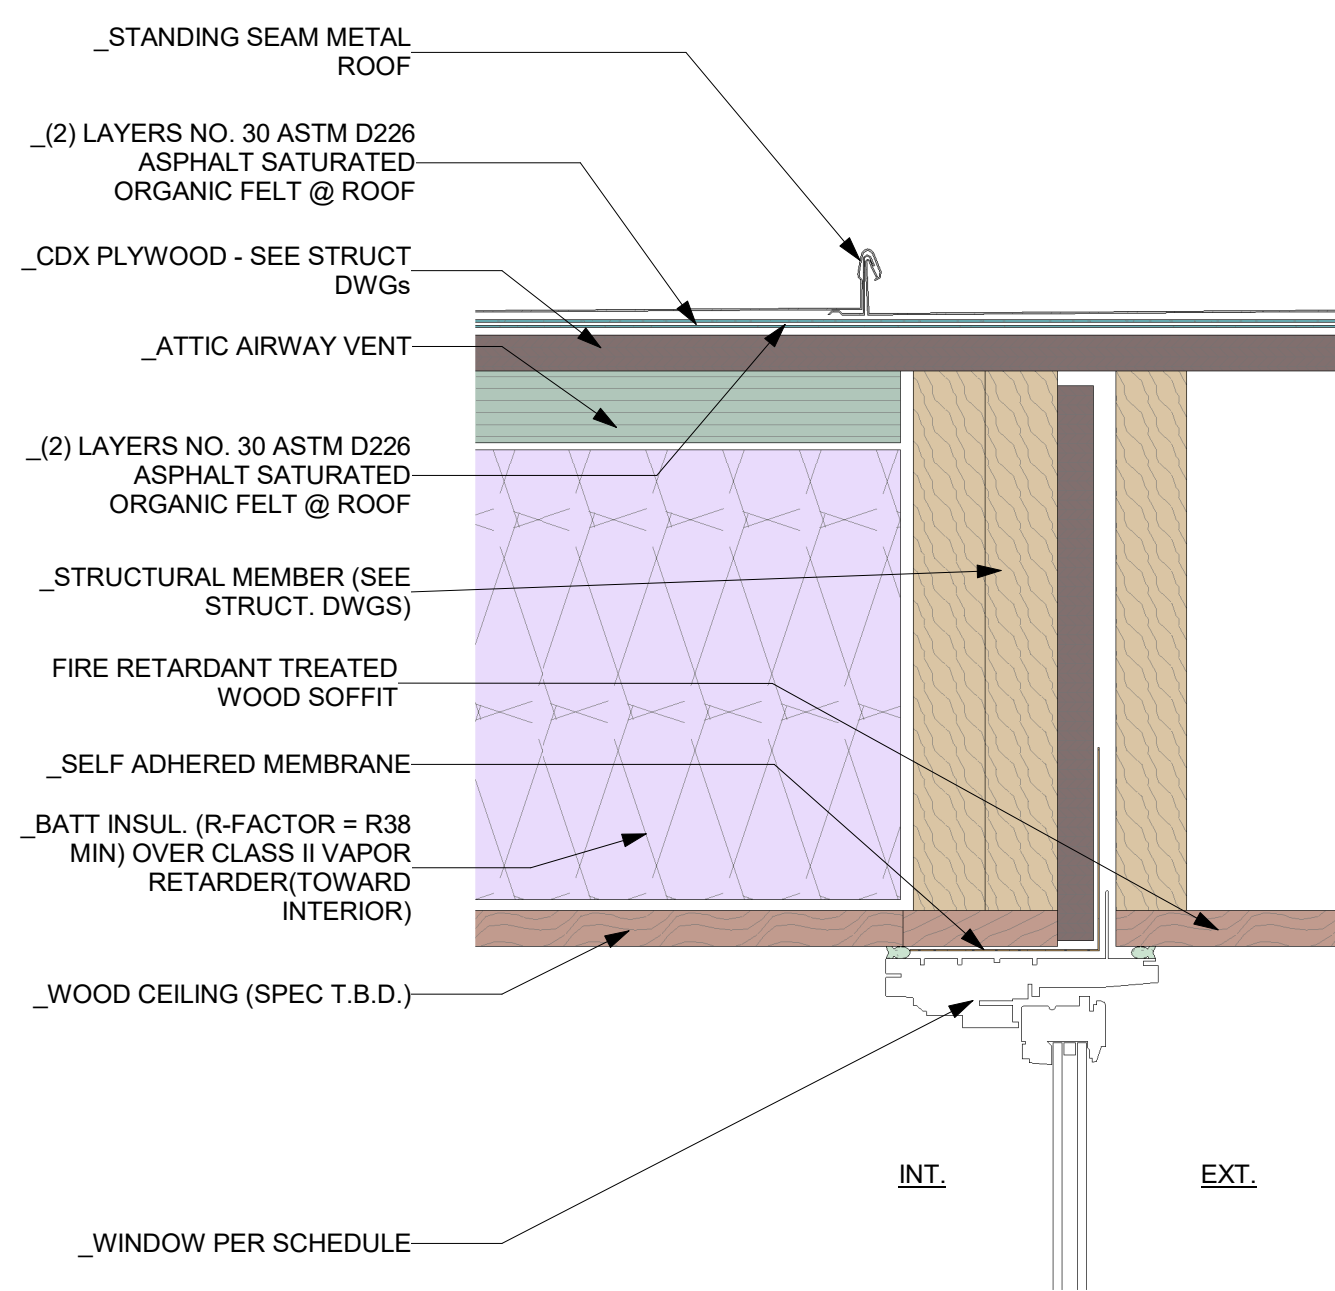 _STANDING SEAM METAL
ROOF
_(2) LAYERS NO. 30 ASTM D226
ASPHALT SATURATED
ORGANIC FELT @ ROOF
_CDX PLYWOOD - SEE STRUCT
DWGs
_ATTIC AIRWAY VENT
_(2) LAYERS NO. 30 ASTM D226
ASPHALT SATURATED
ORGANIC FELT @ ROOF
_STRUCTURAL MEMBER (SEE
STRUCT. DWGS)
FIRE RETARDANT TREATED
WOOD SOFFIT
_SELF ADHERED MEMBRANE
_BATT INSUL. (R-FACTOR = R38
MIN) OVER CLASS II VAPOR
RETARDER(TOWARD
INTERIOR)
_WOOD CEILING (SPEC T.B.D.)
INT.
EXT.
_WINDOW PER SCHEDULE